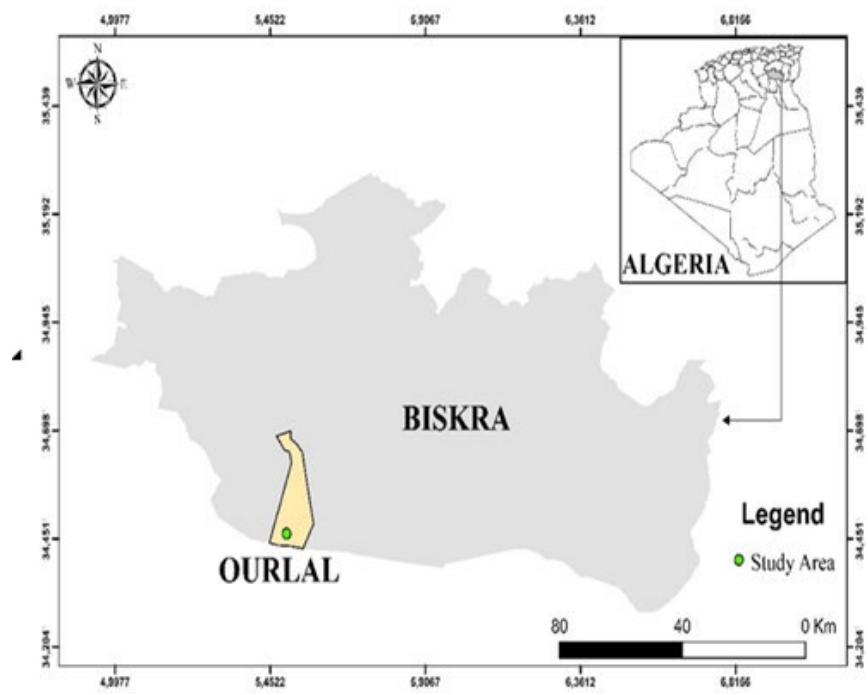 4,9977 5,4522 5,9067 6,3612 6,8166
N
W E
S
35,439 35,439
35,192 35,192
ALGERIA
34,945 34,945
BISKRA
34,698 34,698
Legend
34,451 34,451
Study Area
OURLAL
80 40 0 Km
34,204 34,204
4,9977 5,4522 5,9067 6,3612 6,8166